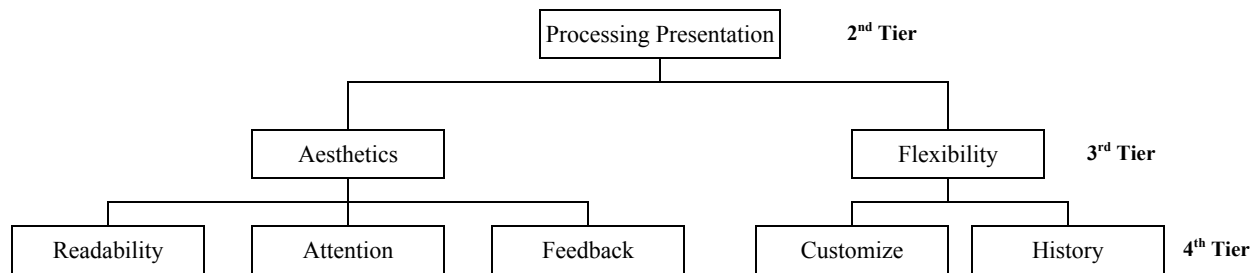 Processing Presentation
2nd Tier
Aesthetics
Flexibility
3rd Tier
Readability
Attention
Feedback
Customize
History
4th Tier